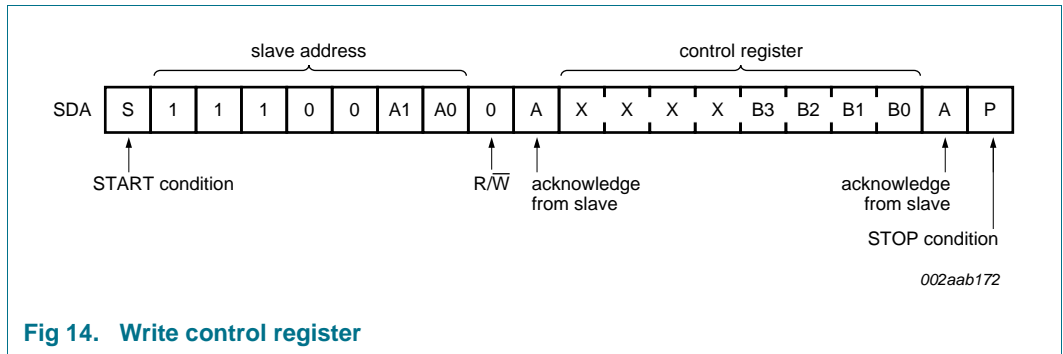 slave address control register
SDA S 1 1 1 0 0 A1 A0 0 A X X X X B3 B2 B1 B0 A P
START condition R/W̅ acknowledge from slave acknowledge from slave
STOP condition
002aab172
Fig 14. Write control register